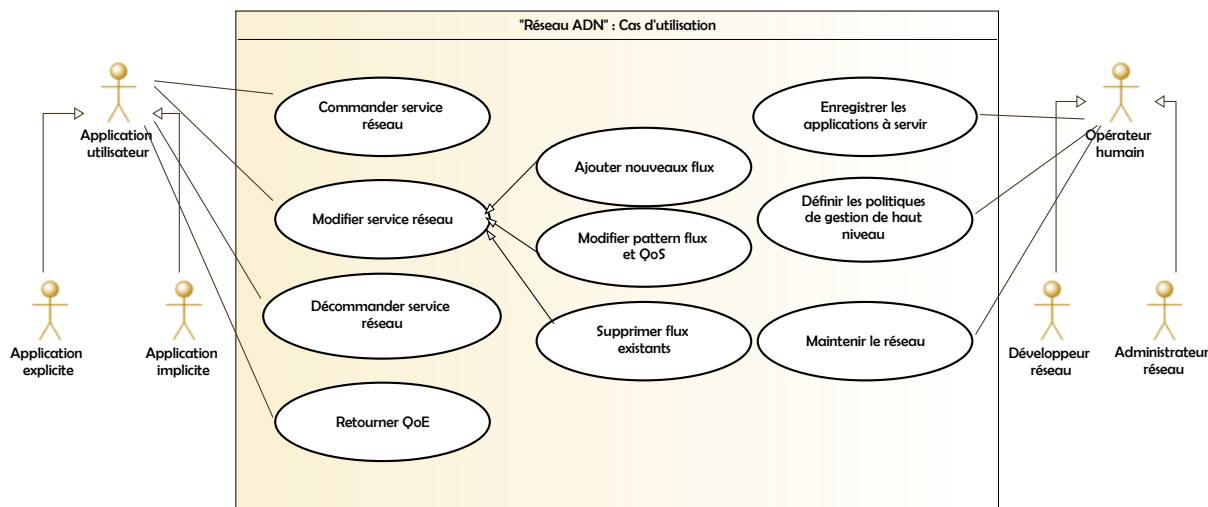 "Réseau ADN" : Cas d'utilisation
Application
utilisateur
Application
explicite
Application
implicite
Commander service
réseau
Modifier service réseau
Décommander service
réseau
Retourner QoE
Ajouter nouveaux flux
Modifier pattern flux
et QoS
Supprimer flux
existants
Enregistrer les
applications à servir
Définir les politiques
de gestion de haut
niveau
Maintenir le réseau
Opérateur
humain
Développeur
réseau
Administrateur
réseau